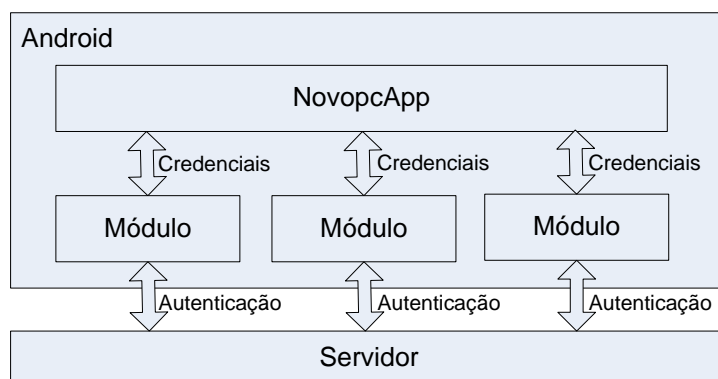 Android
NovopcApp
Credenciais
Credenciais
Credenciais
Módulo
Módulo
Módulo
Autenticação
Autenticação
Autenticação
Servidor